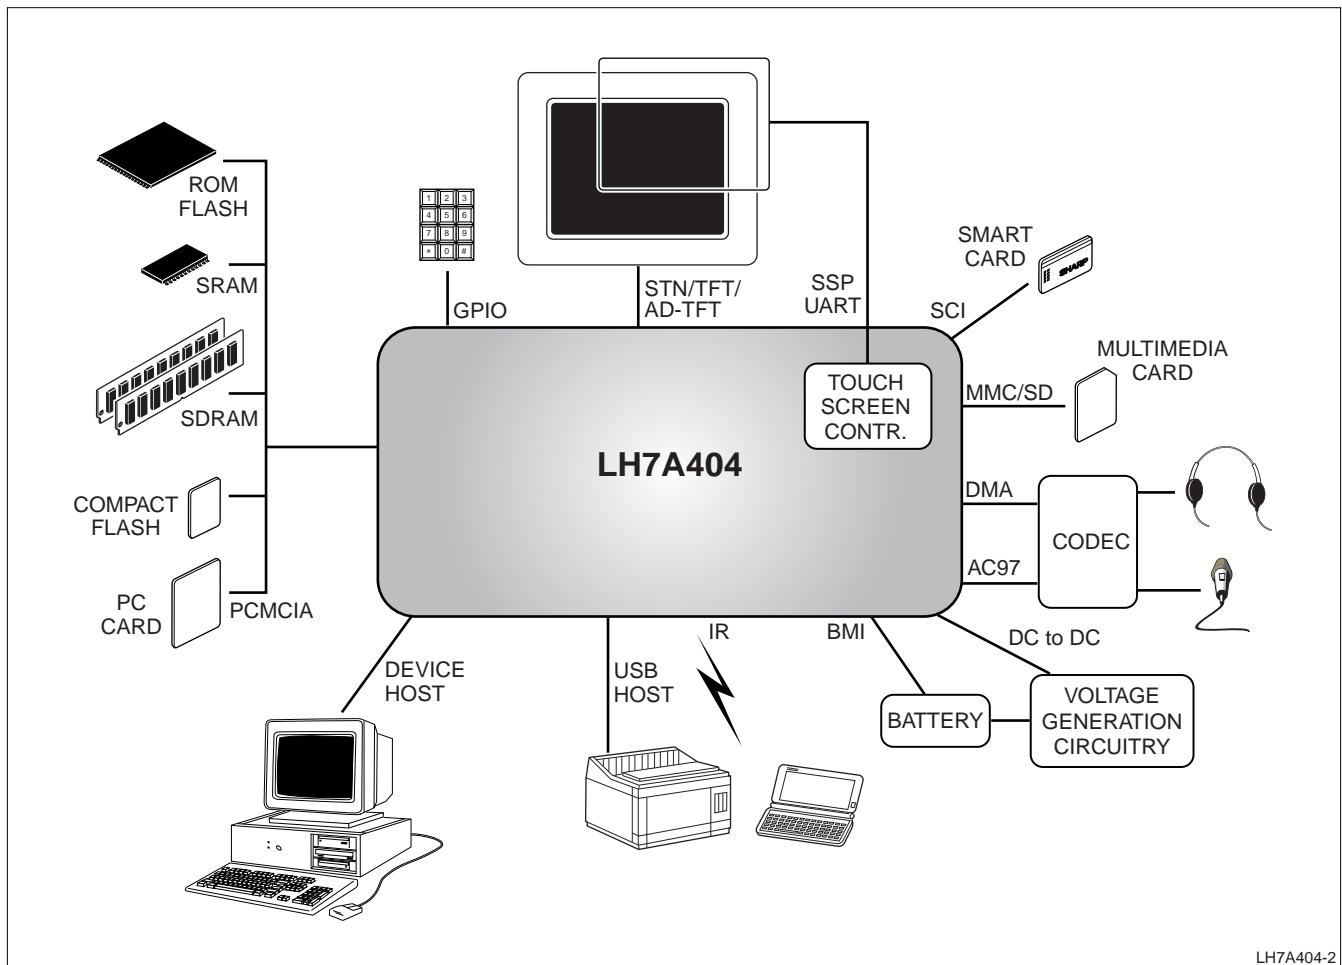 ROM
FLASH
SRAM
SDRAM
COMPACT
FLASH
PC
CARD
PCMCIA
1 2 3
4 5 6
7 8 9
* 0 #
GPIO
STN/TFT/
AD-TFT
SSP
UART
SCI
SMART
CARD
SHARP
TOUCH
SCREEN
CONTR.
LH7A404
MMC/SD
MULTIMEDIA
CARD
DMA
AC97
CODEC
DEVICE
HOST
USB
HOST
IR
BMI
DC to DC
BATTERY
VOLTAGE
GENERATION
CIRCUITRY
LH7A404-2